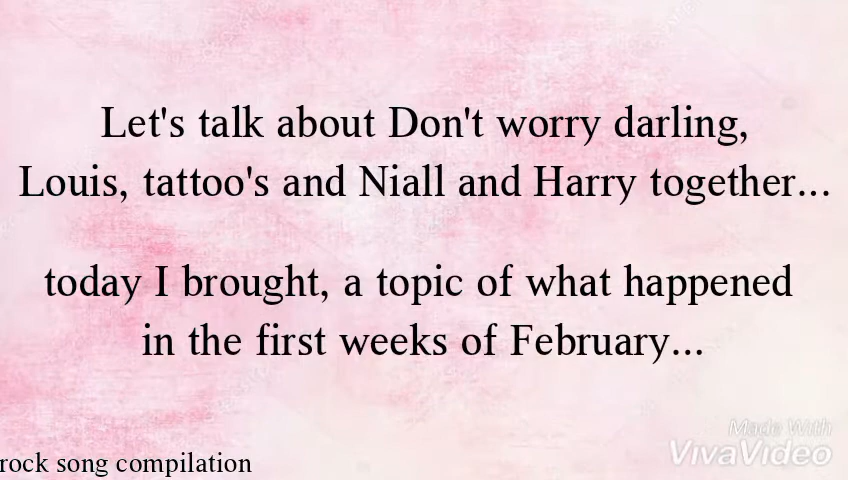 Let's talk about Don't worry darling,
Louis, tattoo's and Niall and Harry together...
today I brought, a topic of what happened
in the first weeks of February...
Made With
VivaVideo
rock song compilation